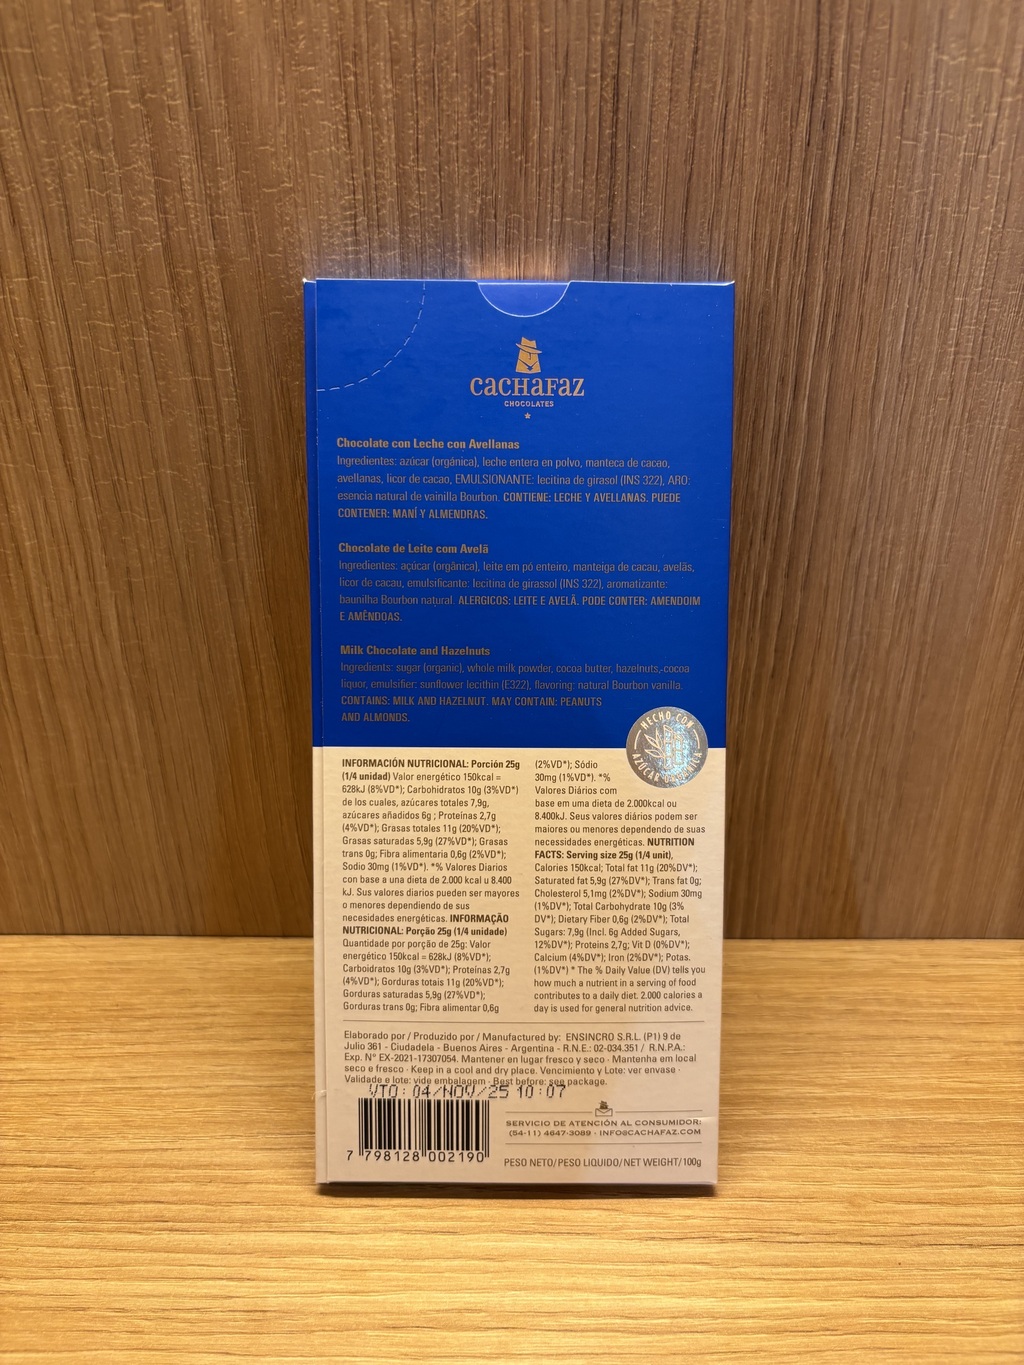 CACHAFAZ
CHOCOLATES
Chocolate con Leche con Avellanas
Ingredientes: azúcar (orgánica), leche entera en polvo, manteca de cacao,
avellanas, licor de cacao, EMULSIONANTE: lecitina de girasol (INS 322), ARO:
esencia natural de vainilla Bourbon. CONTIENE: LECHE Y AVELLANAS. PUEDE
CONTENER: MANÍ Y ALMENDRAS.
Chocolate de Leite com Avelã
Ingredientes: açúcar (orgânica), leite em pó enteiro, manteiga de cacau, avelãs,
licor de cacau, emulsificante: lecitina de girassol (INS 322), aromatizante:
baunilha Bourbon natural. ALERGICOS: LEITE E AVELÃ. PODE CONTER: AMENDOIM
E AMÊNDOAS.
Milk Chocolate and Hazelnuts
Ingredients: sugar (organic), whole milk powder, cocoa butter, hazelnuts, cocoa
liquor, emulsifier: sunflower lecithin (E322), flavoring: natural Bourbon vanilla.
CONTAINS: MILK AND HAZELNUT. MAY CONTAIN: PEANUTS
AND ALMONDS.
HECHO CON
AZÚCAR ORGÁNICA
INFORMACIÓN NUTRICIONAL: Porción 25g
(1/4 unidad) Valor energético 150kcal =
628kJ (8%VD*); Carbohidratos 10g (3%VD*)
de los cuales, azúcares totales 7,9g,
azúcares añadidos 6g ; Proteínas 2,7g
(4%VD*); Grasas totales 11g (20%VD*);
Grasas saturadas 5,9g (27%VD*); Grasas
trans 0g; Fibra alimentaria 0,6g (2%VD*);
Sodio 30mg (1%VD*). *% Valores Diarios
con base a una dieta de 2.000 kcal u 8.400
kJ. Sus valores diarios pueden ser mayores
o menores dependiendo de sus
necesidades energéticas. INFORMAÇÃO
NUTRICIONAL: Porção 25g (1/4 unidade)
Quantidade por porção de 25g: Valor
energético 150kcal = 628kJ (8%VD*);
Carboidratos 10g (3%VD*); Proteínas 2,7g
(4%VD*); Gorduras totais 11g (20%VD*);
Gorduras saturadas 5,9g (27%VD*);
Gorduras trans 0g; Fibra alimentar 0,6g
(2%VD*); Sódio
30mg (1%VD*). *%
Valores Diários com
base em uma dieta de 2.000kcal ou
8.400kJ. Seus valores diários podem ser
maiores ou menores dependendo de suas
necessidades energéticas. NUTRITION
FACTS: Serving size 25g (1/4 unit),
Calories 150kcal; Total fat 11g (20%DV*);
Saturated fat 5,9g (27%DV*); Trans fat 0g;
Cholesterol 5,1mg (2%DV*); Sodium 30mg
(1%DV*); Total Carbohydrate 10g (3%
DV*); Dietary Fiber 0,6g (2%DV*); Total
Sugars: 7,9g (Incl. 6g Added Sugars,
12%DV*); Proteins 2,7g; Vit D (0%DV*);
Calcium (4%DV*); Iron (2%DV*); Potas.
(1%DV*) * The % Daily Value (DV) tells you
how much a nutrient in a serving of food
contributes to a daily diet. 2.000 calories a
day is used for general nutrition advice.
Elaborado por / Produzido por / Manufactured by: ENSINCRO S.R.L. (P1) 9 de
Julio 361 - Ciudadela - Buenos Aires - Argentina - R.N.E.: 02-034.351 / R.N.P.A.:
Exp. N° EX-2021-17307054. Mantener en lugar fresco y seco · Mantenha em local
seco e fresco · Keep in a cool and dry place. Vencimiento y Lote: ver envase ·
Validade e lote: vide embalagem · Best before: see package.
VTO: 04/NOV/25 10:07
7 798128 002190
SERVICIO DE ATENCIÓN AL CONSUMIDOR:
(54-11) 4647-3089 - INFO@CACHAFAZ.COM
PESO NETO/PESO LIQUIDO/NET WEIGHT/100g